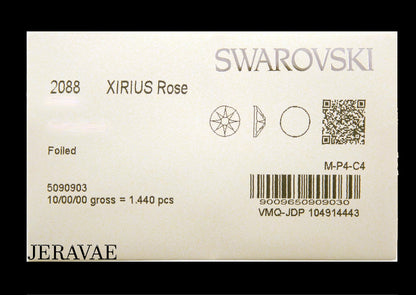 SWAROVSKI
2088 XIRIUS Rose
Foiled
M-P4-C4
5090903
10/00/00 gross = 1.440 pcs
9009650909030
VMQ-JDP 104914443
JERAVAE